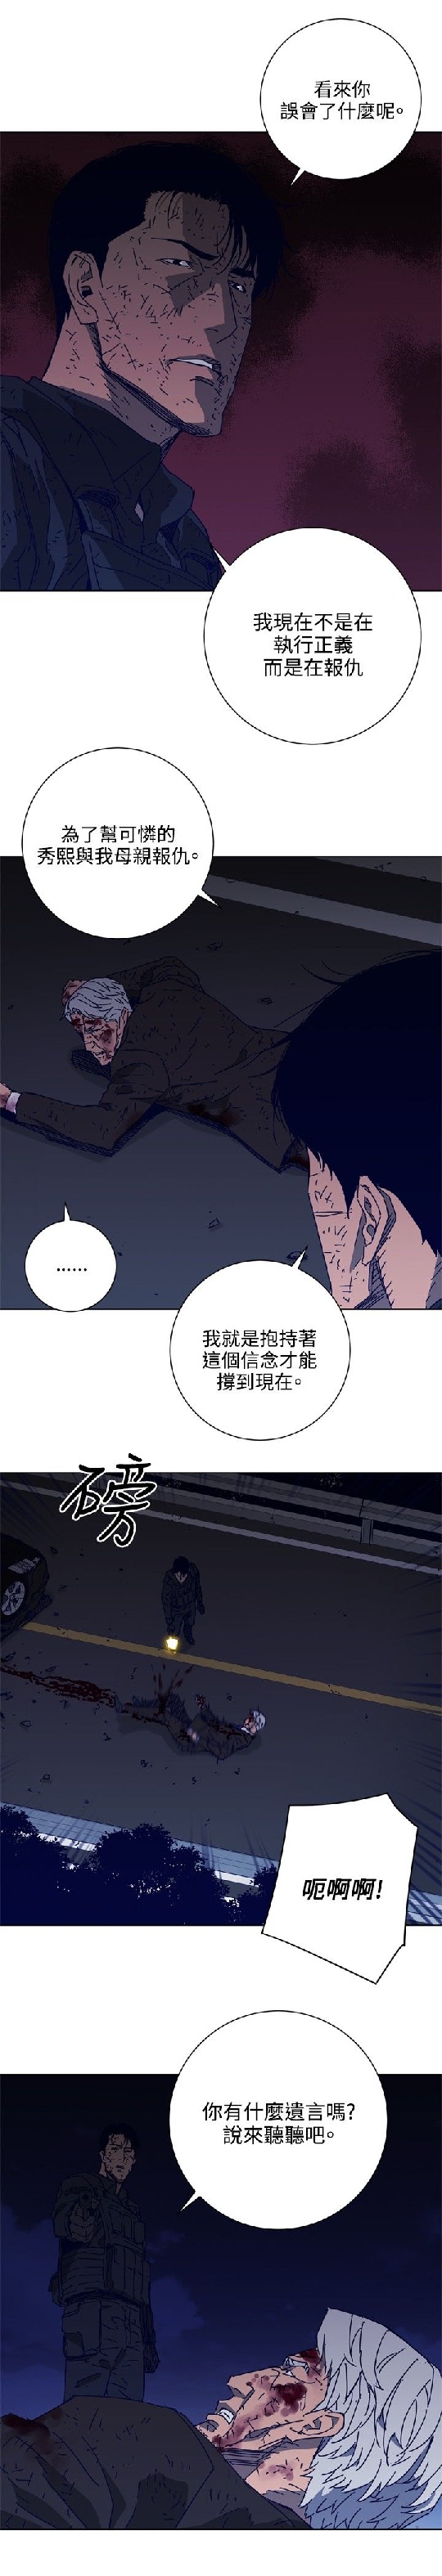 看來你
誤會了什麼呢。
我現在不是在
執行正義
而是在報仇
為了幫可憐的
秀熙與我母親報仇。
......
我就是抱持著
這個信念才能
撐到現在。
磅
呃啊啊!
你有什麼遺言嗎?
說來聽聽吧。